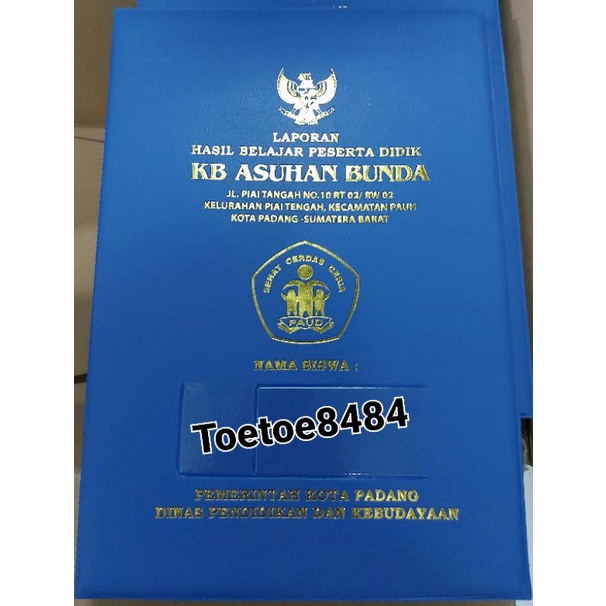 LAPORAN
HASIL BELAJAR PESERTA DIDIK
KB ASUHAN BUNDA
JL. PIAI TANGAH NO.10 RT 02/ RW 02
KELURAHAN PIAI TENGAH, KECAMATAN PAUH
KOTA PADANG -SUMATERA BARAT
SEHAT CERDAS CERIA
PAUD
NAMA SISWA :
Toetoe8484
PEMERINTAH KOTA PADANG
DINAS PENDIDIKAN DAN KEBUDAYAAN